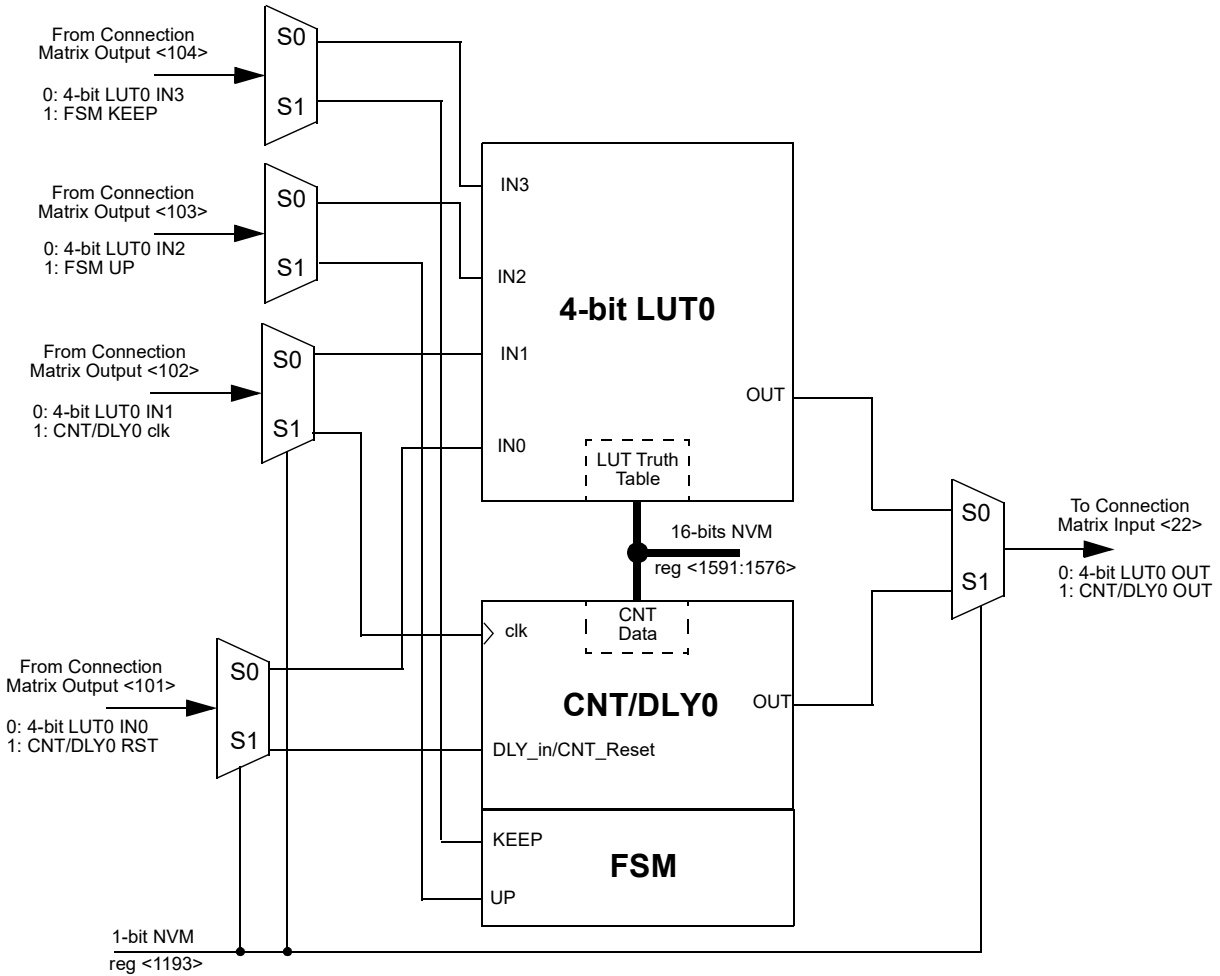 From Connection
Matrix Output <104>
0: 4-bit LUT0 IN3
1: FSM KEEP
S0
S1
From Connection
Matrix Output <103>
0: 4-bit LUT0 IN2
1: FSM UP
S0
S1
From Connection
Matrix Output <102>
0: 4-bit LUT0 IN1
1: CNT/DLY0 clk
S0
S1
From Connection
Matrix Output <101>
0: 4-bit LUT0 IN0
1: CNT/DLY0 RST
S0
S1
1-bit NVM
reg <1193>
IN3
IN2
IN1
IN0
4-bit LUT0
OUT
LUT Truth
Table
16-bits NVM
reg <1591:1576>
CNT
Data
clk
CNT/DLY0
OUT
DLY_in/CNT_Reset
KEEP
FSM
UP
S0
S1
To Connection
Matrix Input <22>
0: 4-bit LUT0 OUT
1: CNT/DLY0 OUT